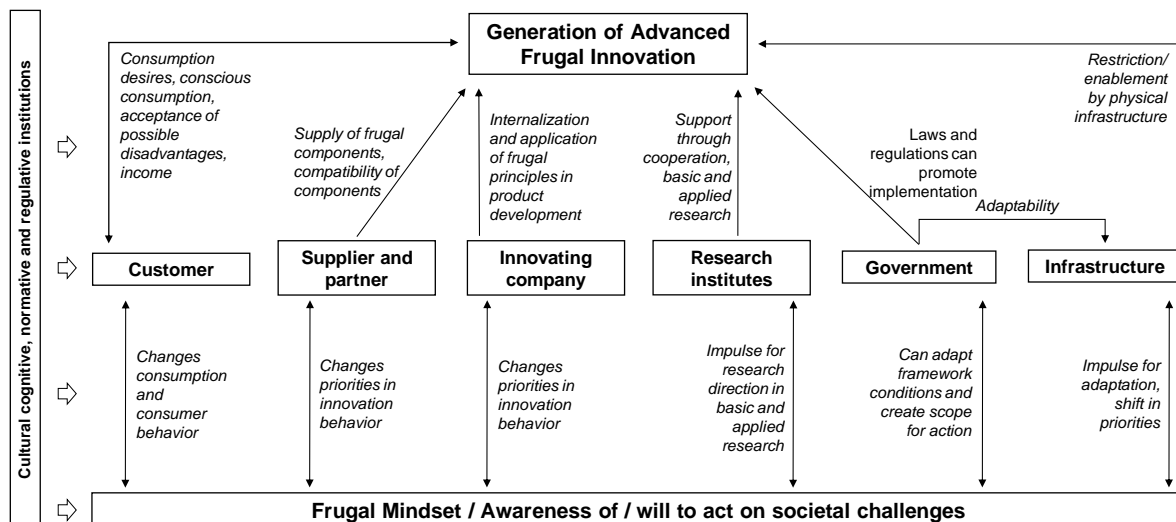 Cultural cognitive, normative and regulative institutions
Generation of Advanced
Frugal Innovation
Consumption
desires, conscious
consumption,
acceptance of
possible
disadvantages,
income
Supply of frugal
components,
compatibility of
components
Internalization
and application
of frugal
principles in
product
development
Support
through
cooperation,
basic and
applied
research
Laws and
regulations can
promote
implementation
Restriction/
enablement
by physical
infrastructure
Adaptability
Customer
Supplier and
partner
Innovating
company
Research
institutes
Government
Infrastructure
Changes
consumption
and
consumer
behavior
Changes
priorities in
innovation
behavior
Changes
priorities in
innovation
behavior
Impulse for
research
direction in
basic and
applied
research
Can adapt
framework
conditions and
create scope
for action
Impulse for
adaptation,
shift in
priorities
Frugal Mindset / Awareness of / will to act on societal challenges